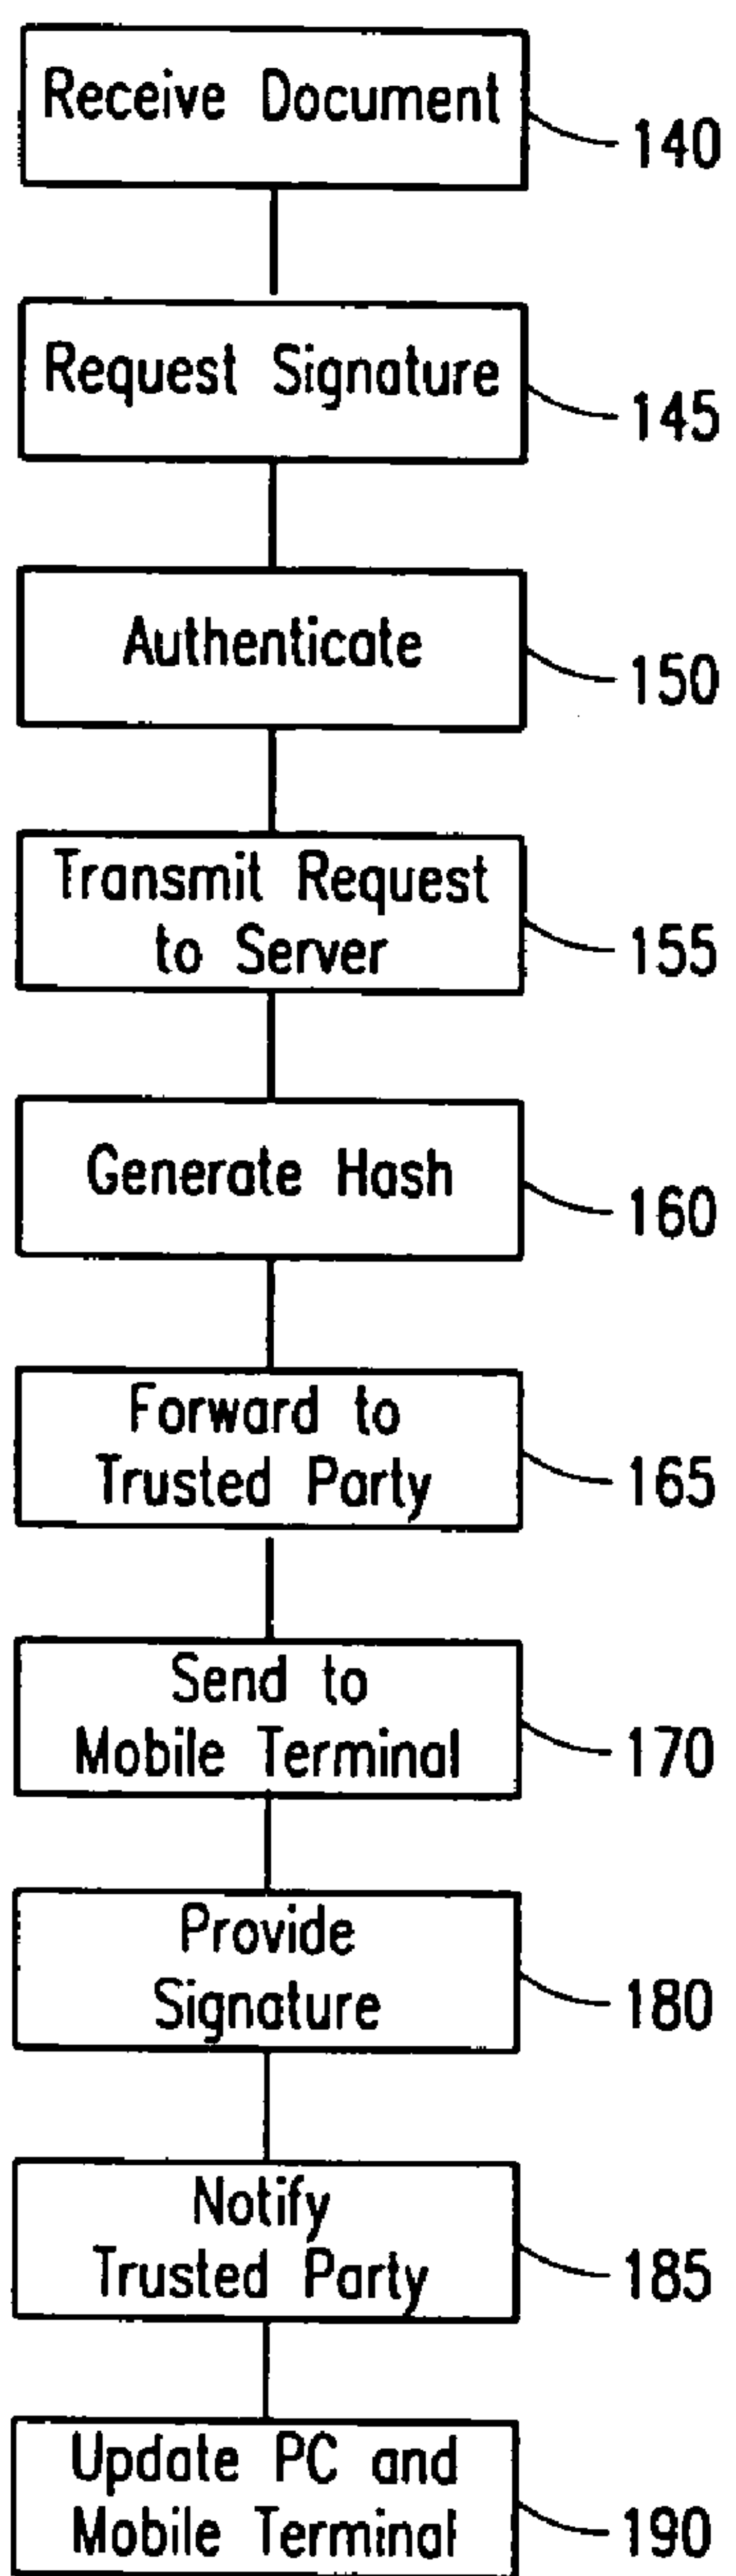 Receive Document
140
Request Signature
145
Authenticate
150
Transmit Request
to Server
155
Generate Hash
160
Forward to
Trusted Party
165
Send to
Mobile Terminal
170
Provide
Signature
180
Notify
Trusted Party
185
Update PC and
Mobile Terminal
190